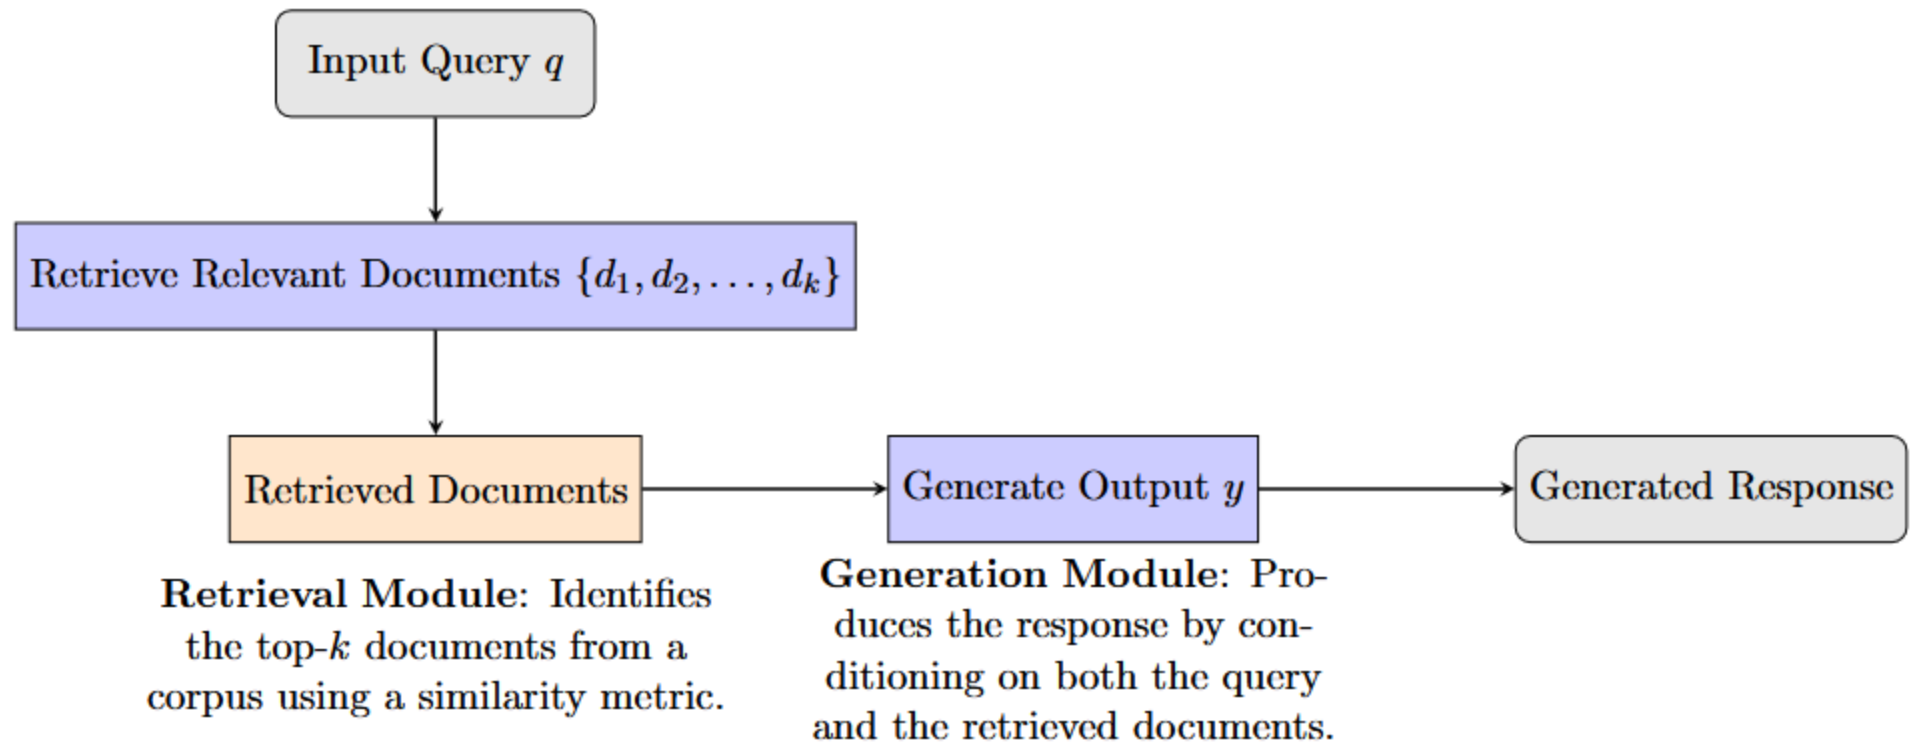 Input Query q
Retrieve Relevant Documents {d₁, d₂, . . . , dₖ}
Retrieved Documents
Generate Output y
Generated Response
Retrieval Module: Identifies
the top-k documents from a
corpus using a similarity metric.
Generation Module: Pro-
duces the response by con-
ditioning on both the query
and the retrieved documents.